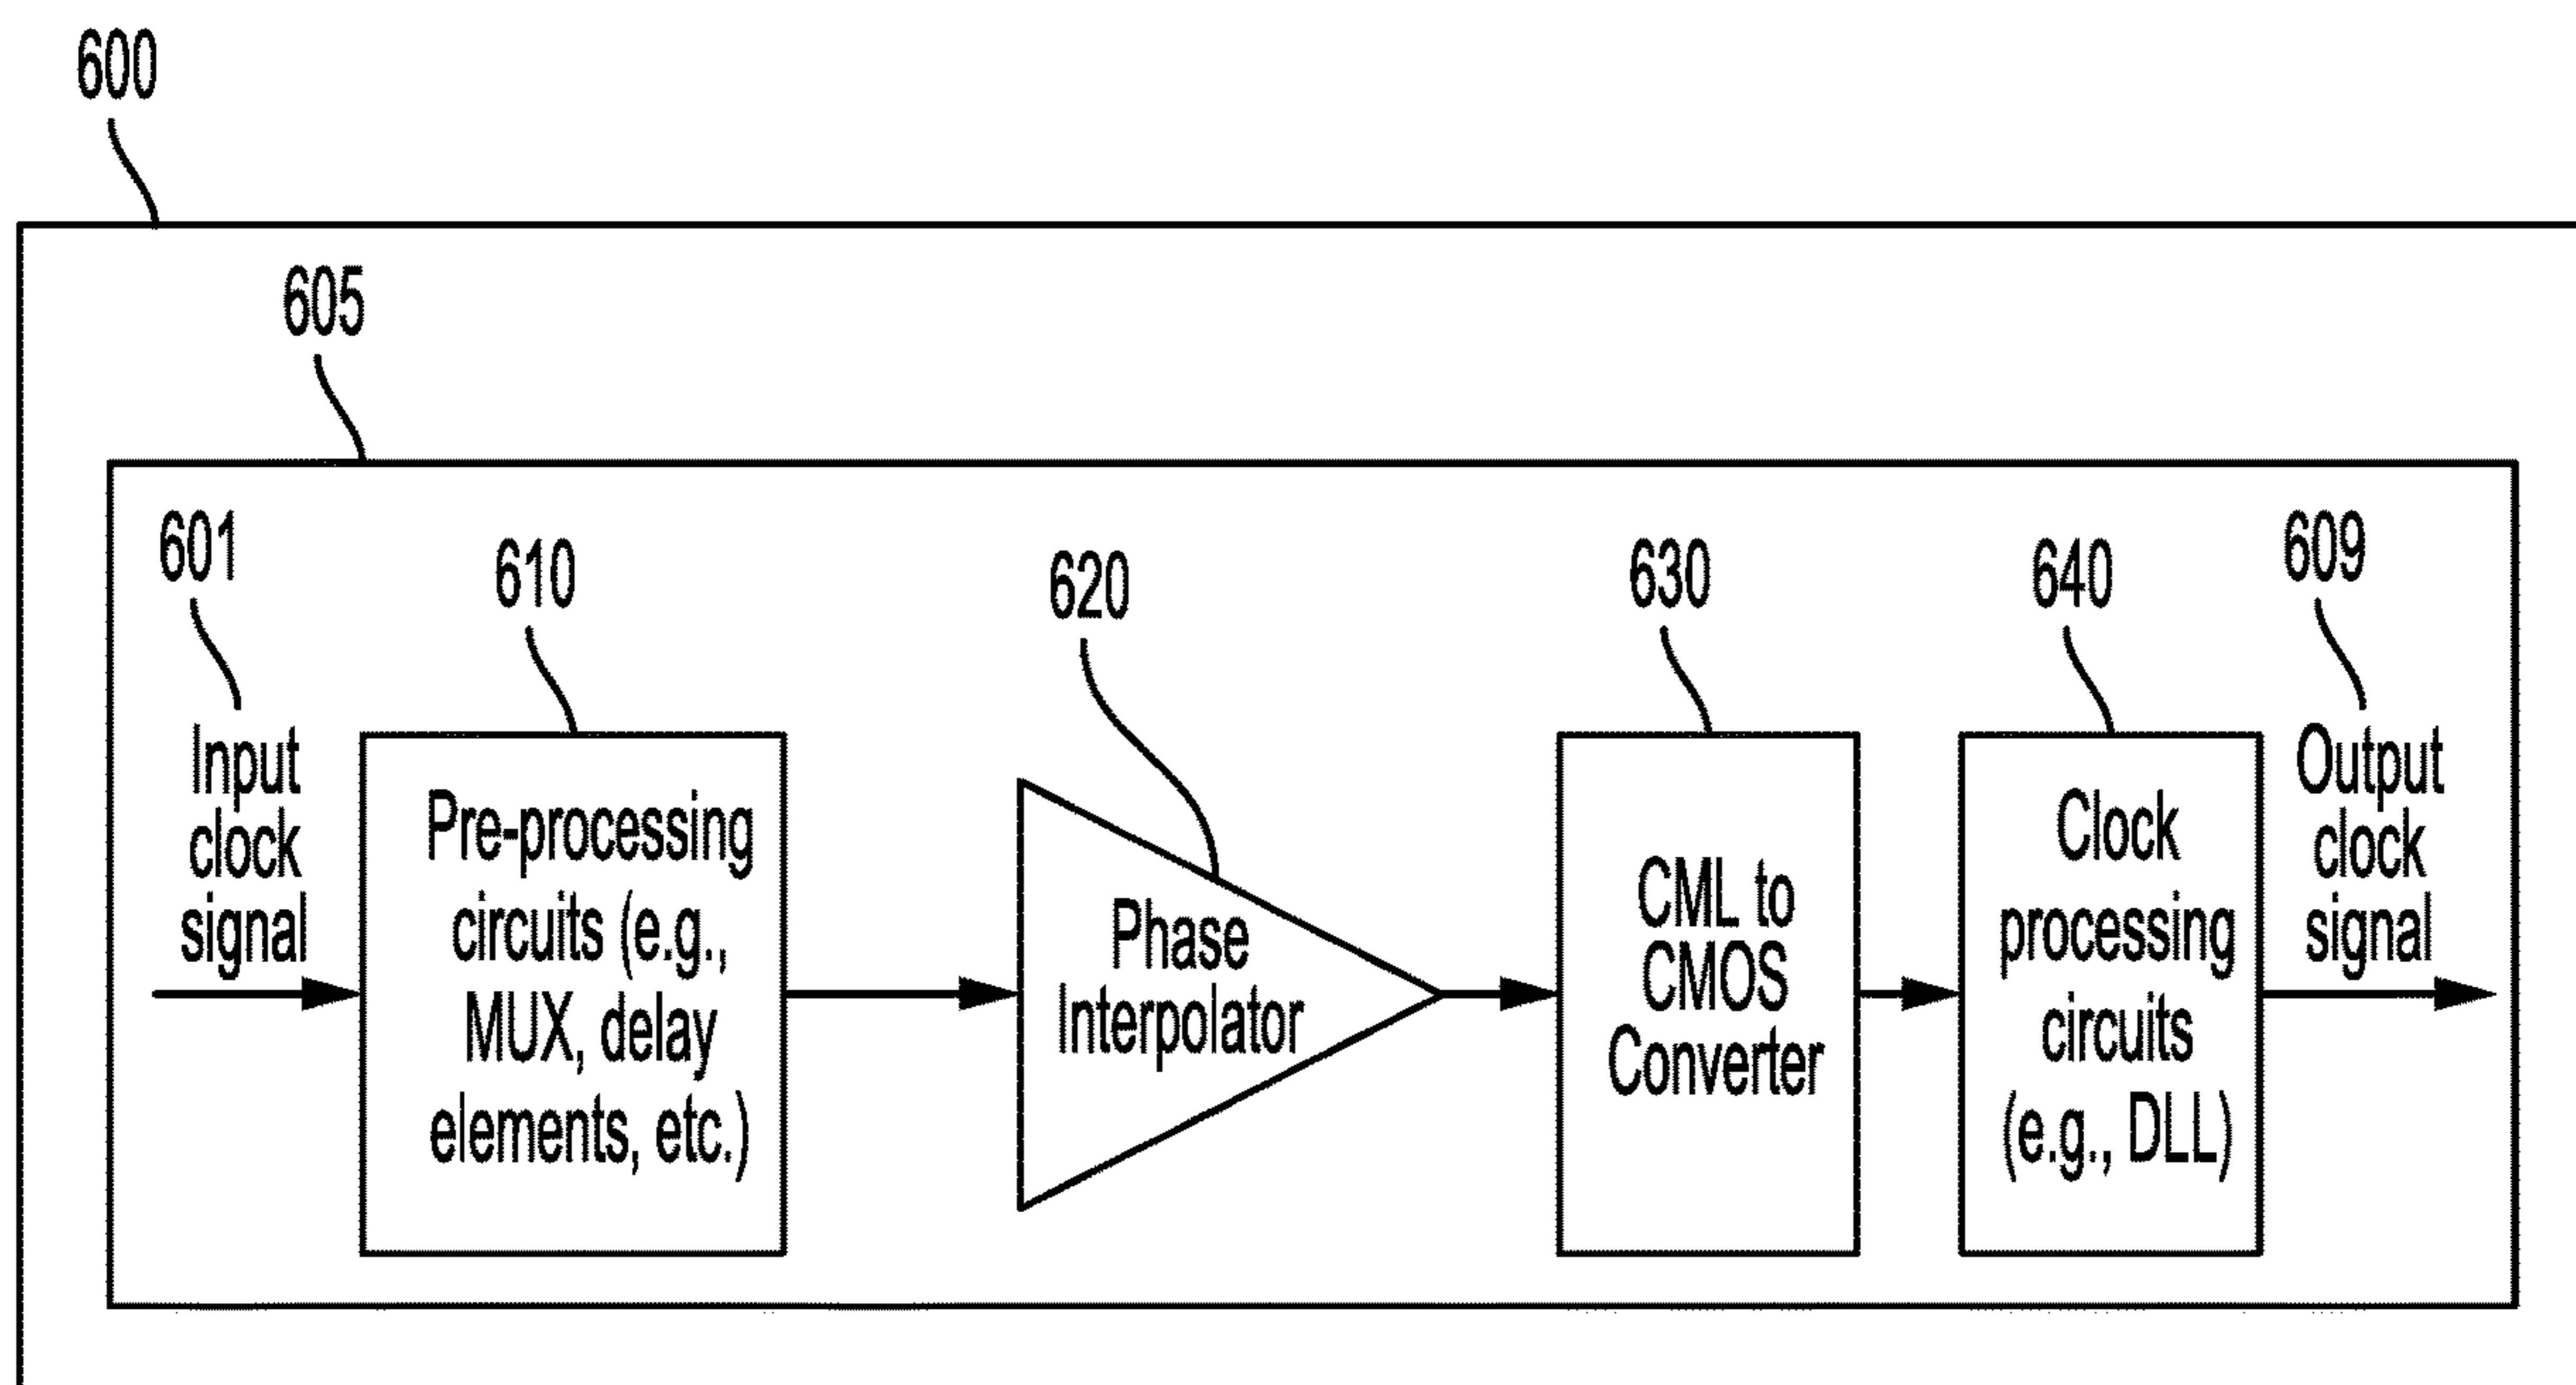 600
605
601
610
620
630
640
609
Input
clock
signal
Pre-processing
circuits (e.g.,
MUX, delay
elements, etc.)
Phase
Interpolator
CML to
CMOS
Converter
Clock
processing
circuits
(e.g., DLL)
Output
clock
signal